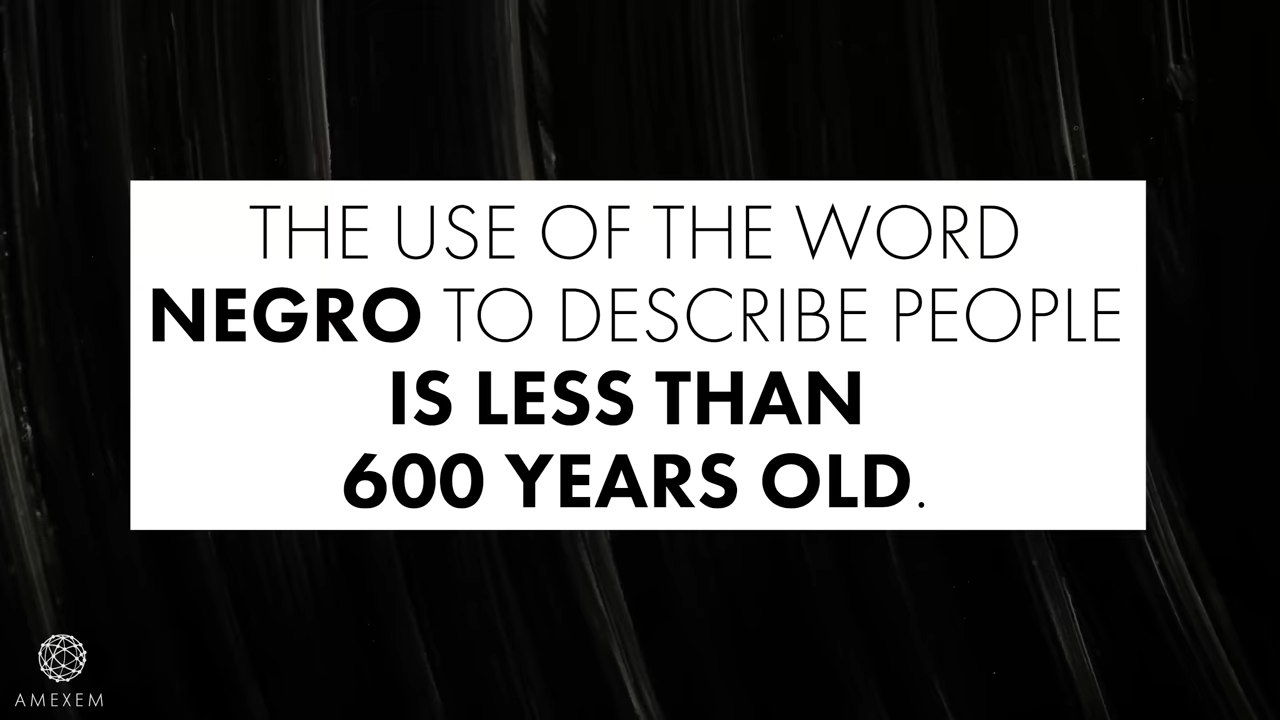 THE USE OF THE WORD
NEGRO TO DESCRIBE PEOPLE
IS LESS THAN
600 YEARS OLD.
AMEXEM